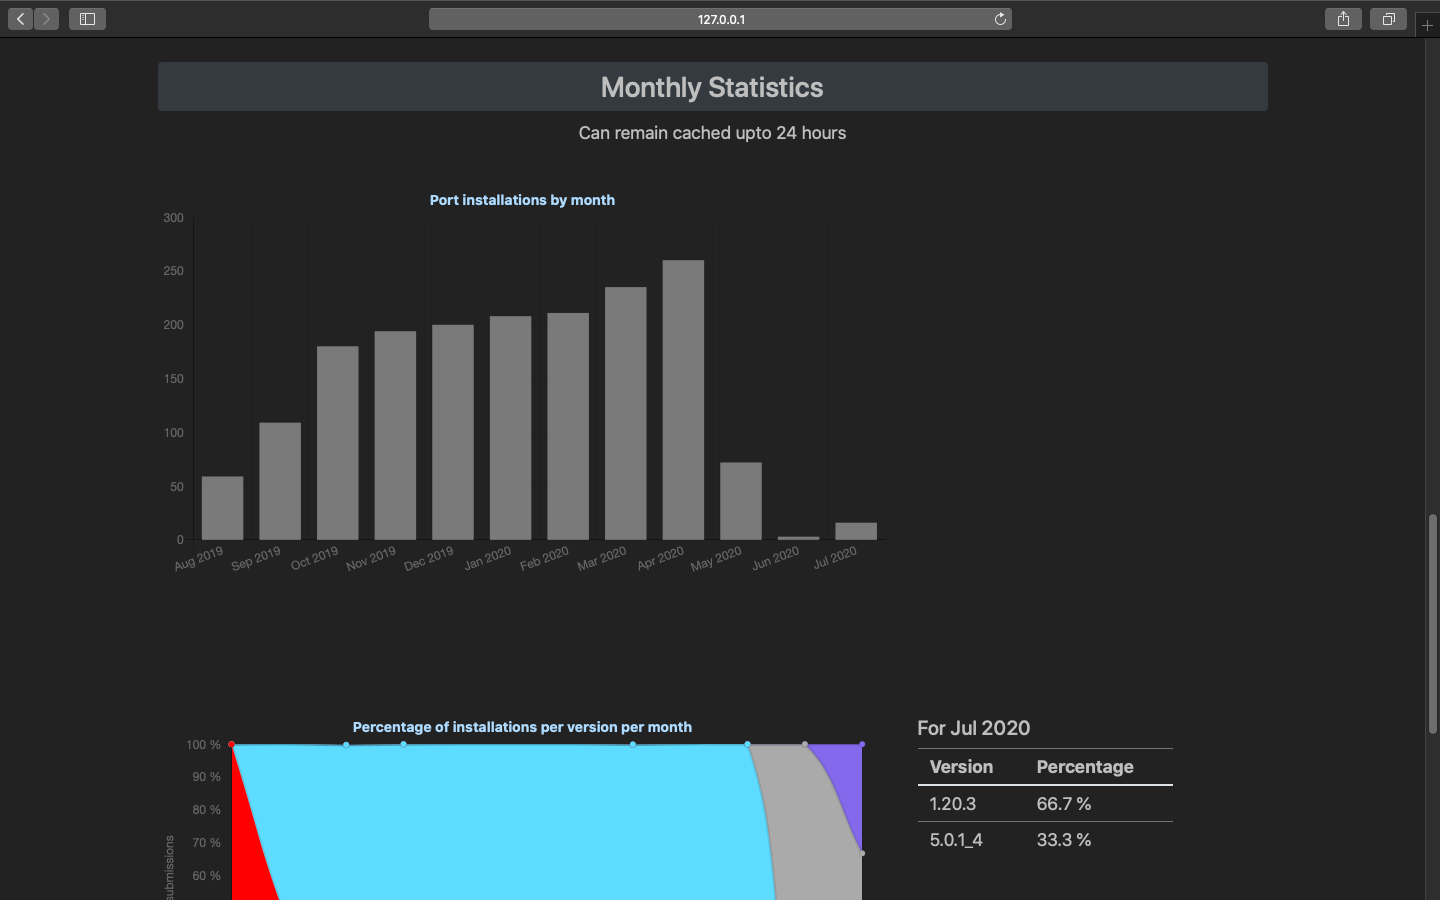 127.0.0.1
Monthly Statistics
Can remain cached upto 24 hours
Port installations by month
300
250
200
150
100
50
0
Aug 2019
Sep 2019
Oct 2019
Nov 2019
Dec 2019
Jan 2020
Feb 2020
Mar 2020
Apr 2020
May 2020
Jun 2020
Jul 2020
Percentage of installations per version per month
100 %
90 %
80 %
70 %
60 %
submissions
For Jul 2020
Version Percentage
1.20.3 66.7 %
5.0.1_4 33.3 %